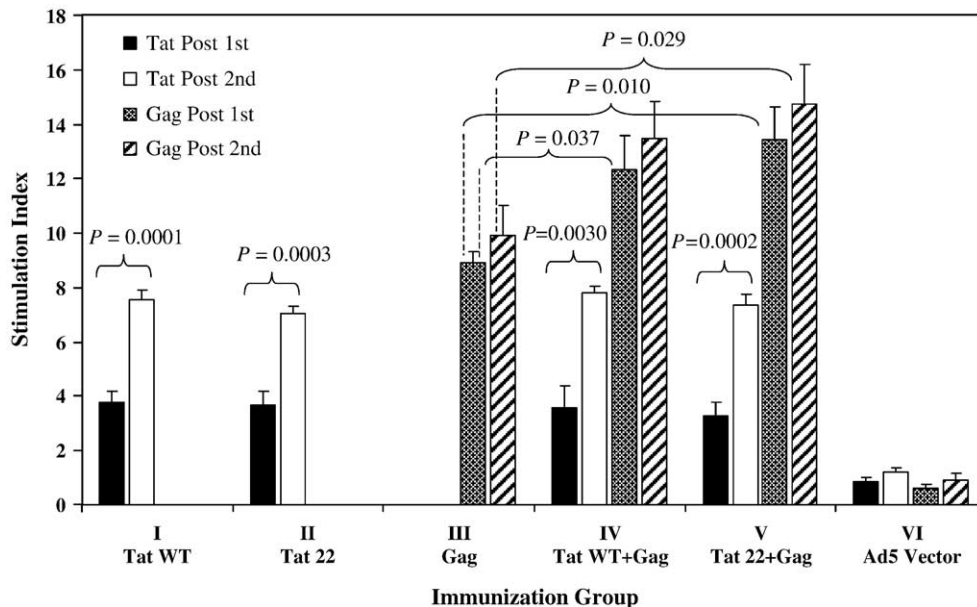 18
16
14
12
10
8
6
4
2
0
Stimulation Index
Tat Post 1st
Tat Post 2nd
Gag Post 1st
Gag Post 2nd
P = 0.029
P = 0.010
P = 0.037
P = 0.0001
P = 0.0003
P=0.0030
P=0.0002
I II III IV V VI
Tat WT Tat 22 Gag Tat WT+Gag Tat 22+Gag Ad5 Vector
Immunization Group